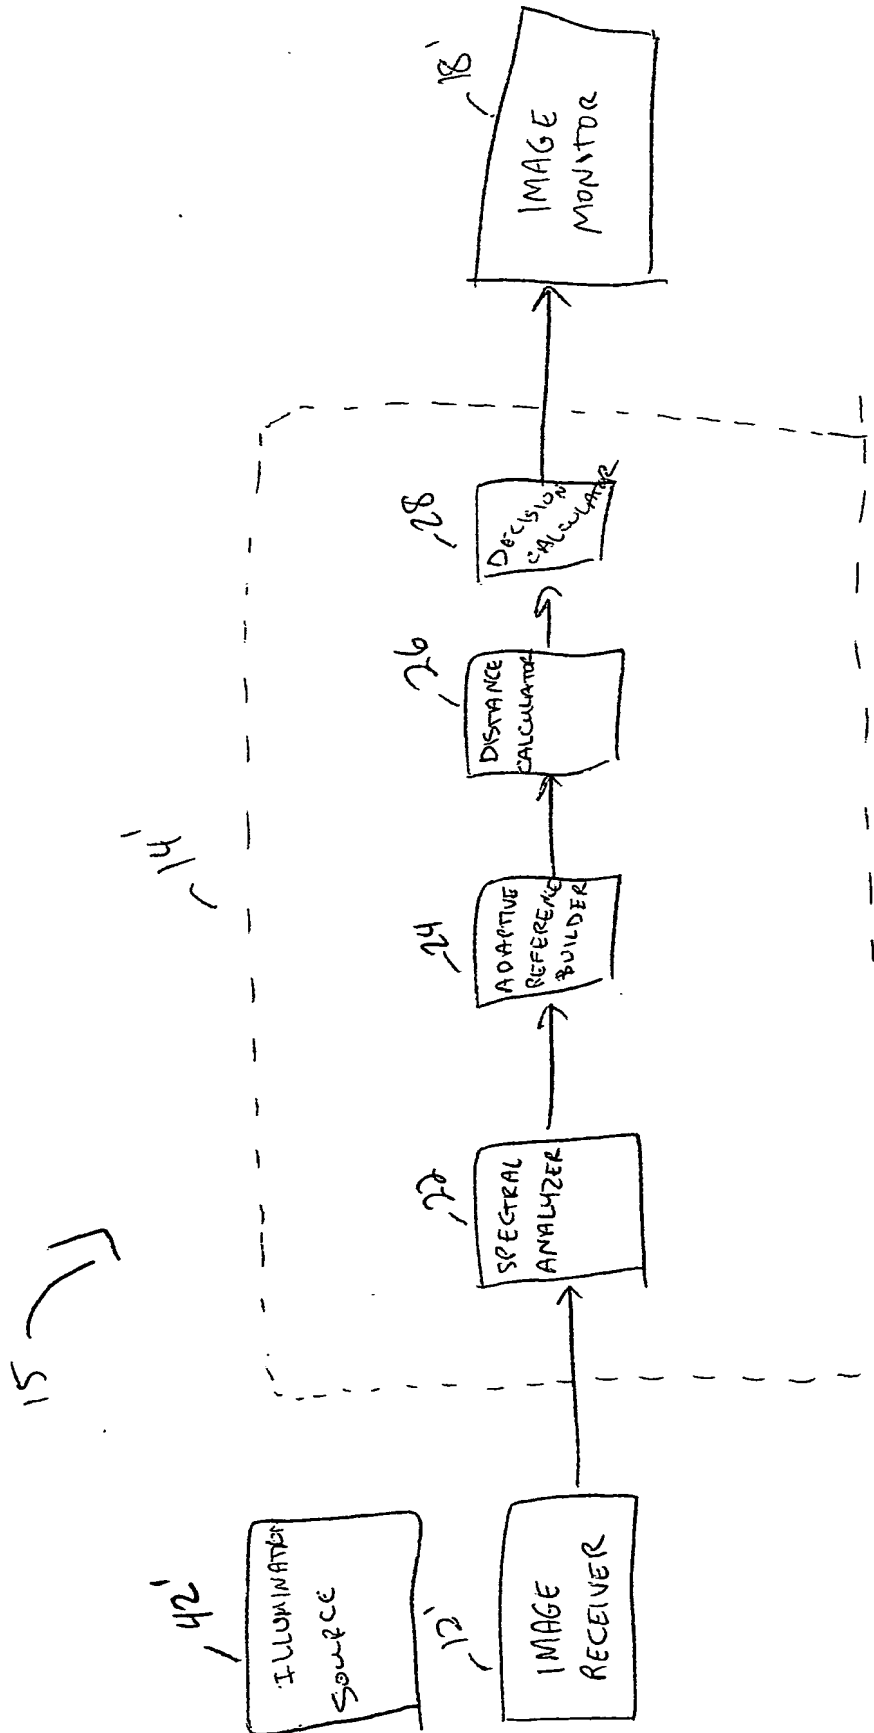 15
14'
42'
ILLUMINATION
SOURCE
12'
IMAGE
RECEIVER
22
SPECTRAL
ANALYZER
24
ADAPTIVE
REFERENCE
BUILDER
26
DISTANCE
CALCULATOR
28
DECISION
CALCULATOR
18'
IMAGE
MONITOR